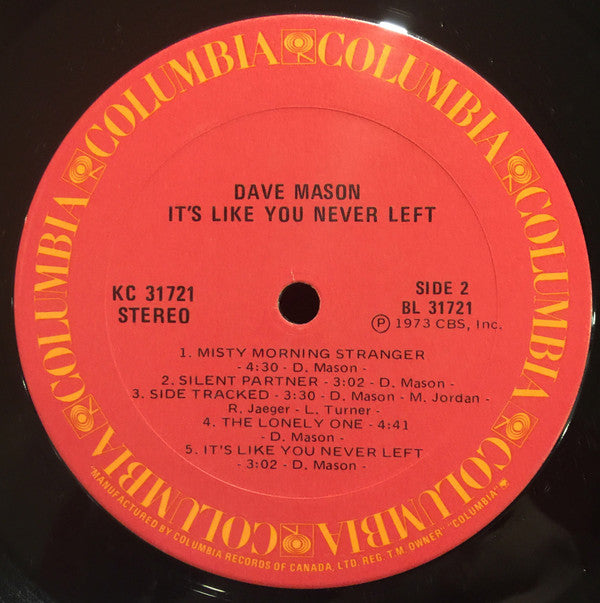 COLUMBIA COLUMBIA COLUMBIA COLUMBIA COLUMBIA COLUMBIA
DAVE MASON
IT'S LIKE YOU NEVER LEFT
KC 31721
STEREO
SIDE 2
BL 31721
Ⓟ 1973 CBS, Inc.
1. MISTY MORNING STRANGER
- 4:30 - D. Mason -
2. SILENT PARTNER - 3:02 - D. Mason -
3. SIDE TRACKED - 3:30 - D. Mason - M. Jordan -
R. Jaeger - L. Turner -
4. THE LONELY ONE - 4:41
- D. Mason -
5. IT'S LIKE YOU NEVER LEFT
- 3:02 - D. Mason -
"MANUFACTURED BY COLUMBIA RECORDS OF CANADA, LTD. REG. T.M. OWNER" "COLUMBIA"